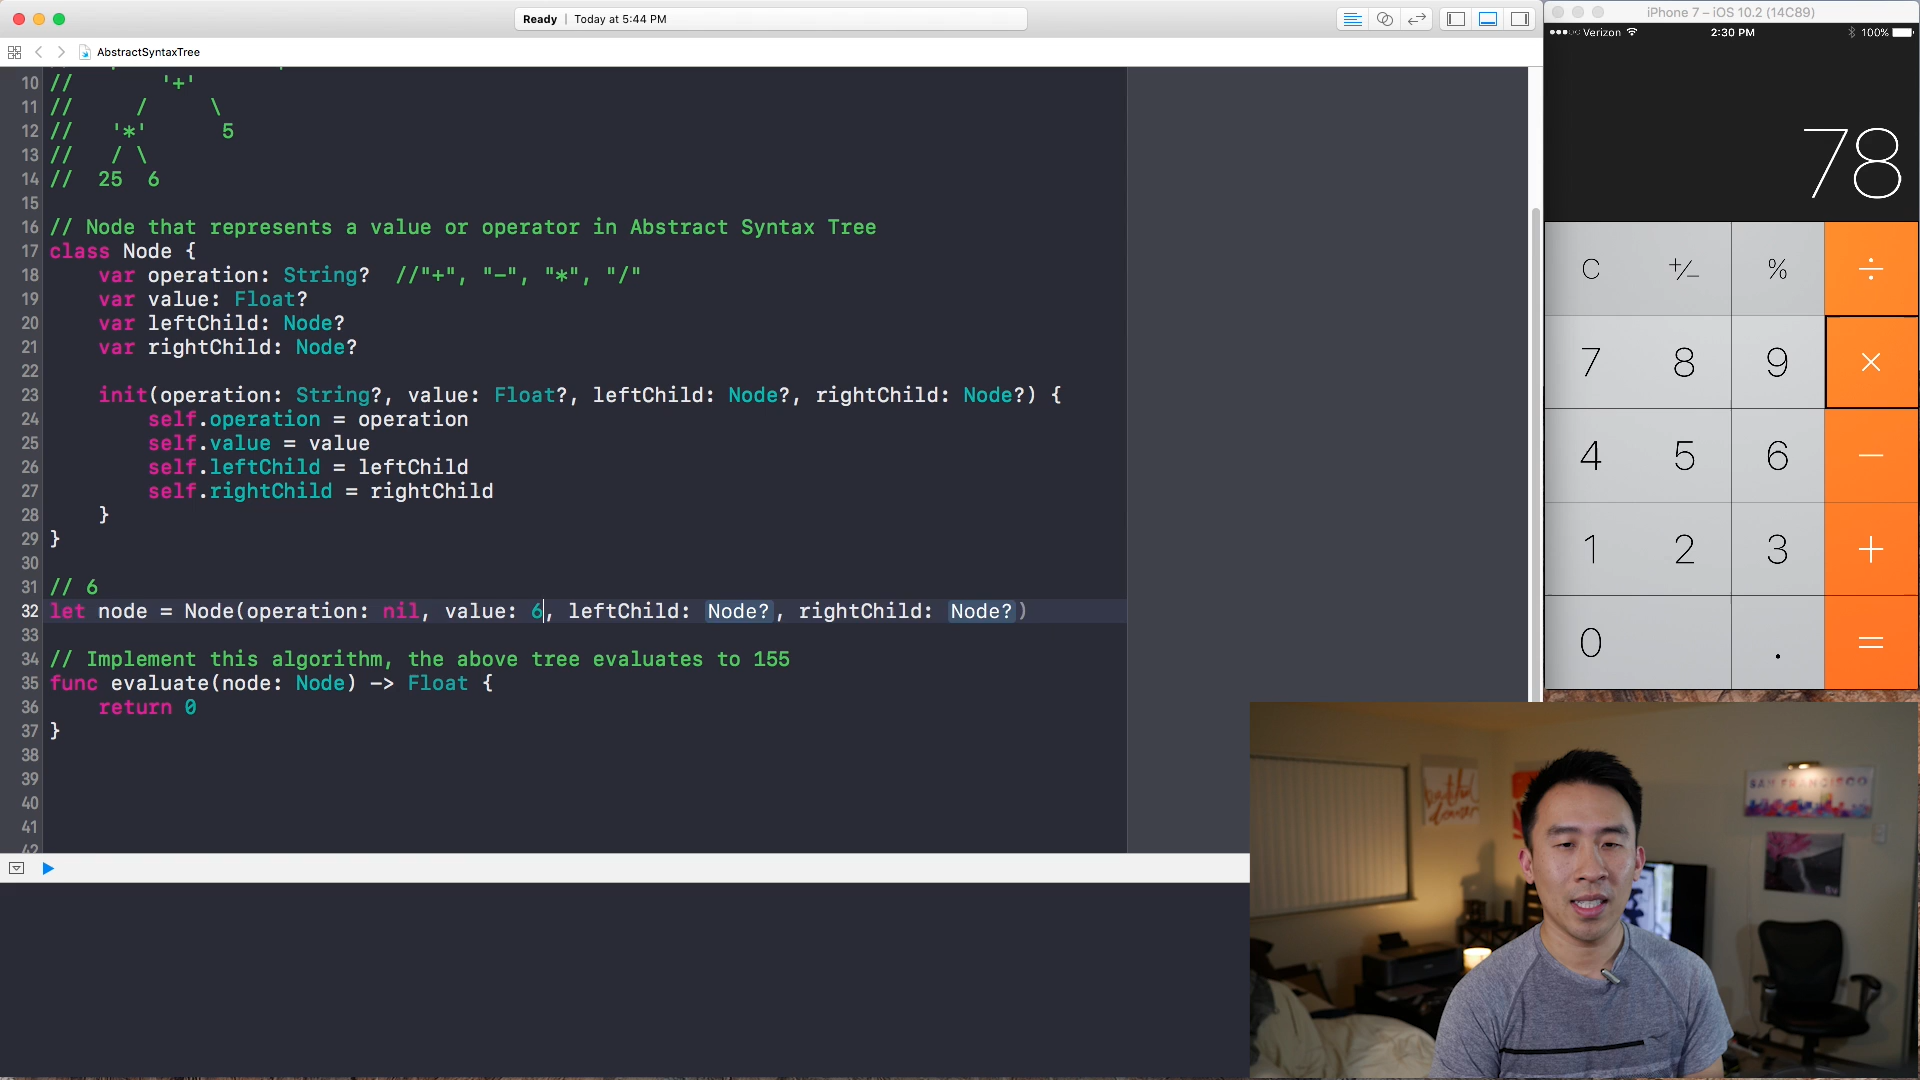 Ready | Today at 5:44 PM
AbstractSyntaxTree
10 // '+'
11 // / \
12 // '*' 5
13 // / \
14 // 25 6
15
16 // Node that represents a value or operator in Abstract Syntax Tree
17 class Node {
18 var operation: String? //"+", "-", "*", "/"
19 var value: Float?
20 var leftChild: Node?
21 var rightChild: Node?
22
23 init(operation: String?, value: Float?, leftChild: Node?, rightChild: Node?) {
24 self.operation = operation
25 self.value = value
26 self.leftChild = leftChild
27 self.rightChild = rightChild
28 }
29 }
30
31 // 6
32 let node = Node(operation: nil, value: 6, leftChild: Node?, rightChild: Node?)
33
34 // Implement this algorithm, the above tree evaluates to 155
35 func evaluate(node: Node) -> Float {
36 return 0
37 }
38
39
40
41
42
iPhone 7 – iOS 10.2 (14C89)
Verizon 2:30 PM 100%
78
C +/− % ÷
7 8 9 ×
4 5 6 −
1 2 3 +
0 . =
SAN FRANCISCO